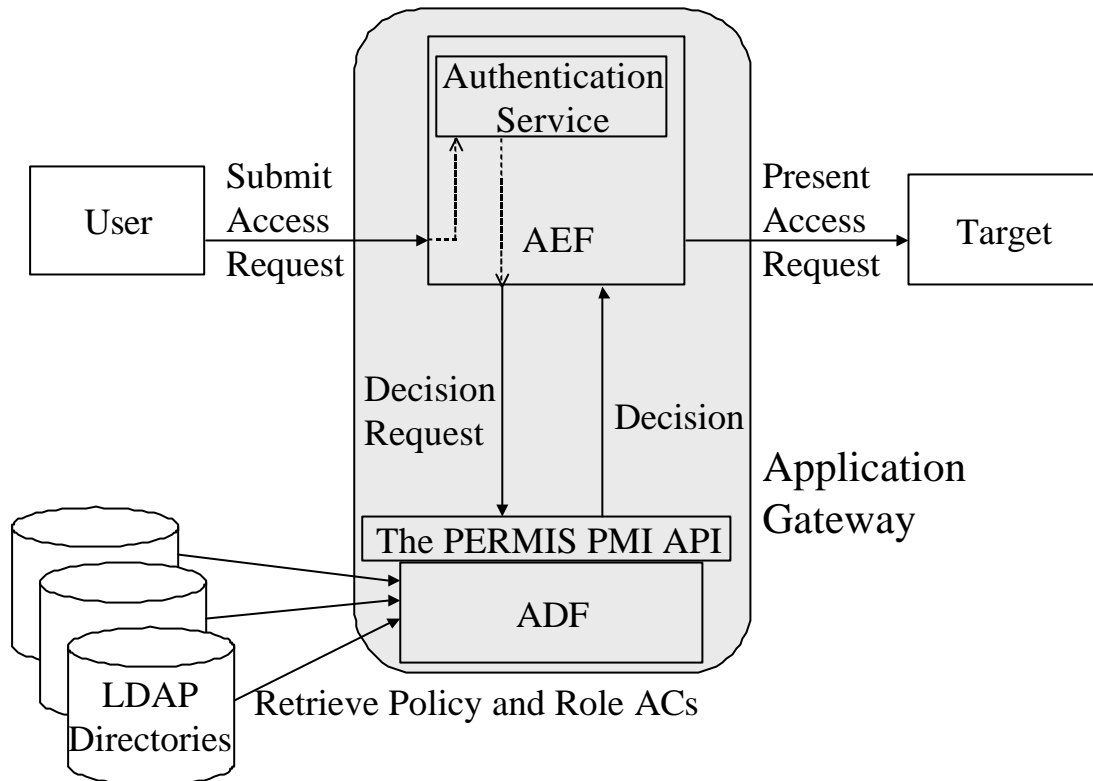 Authentication
Service
User
Submit
Access
Request
AEF
Present
Access
Request
Target
Decision
Request
Decision
Application
Gateway
The PERMIS PMI API
ADF
LDAP
Directories
Retrieve Policy and Role ACs